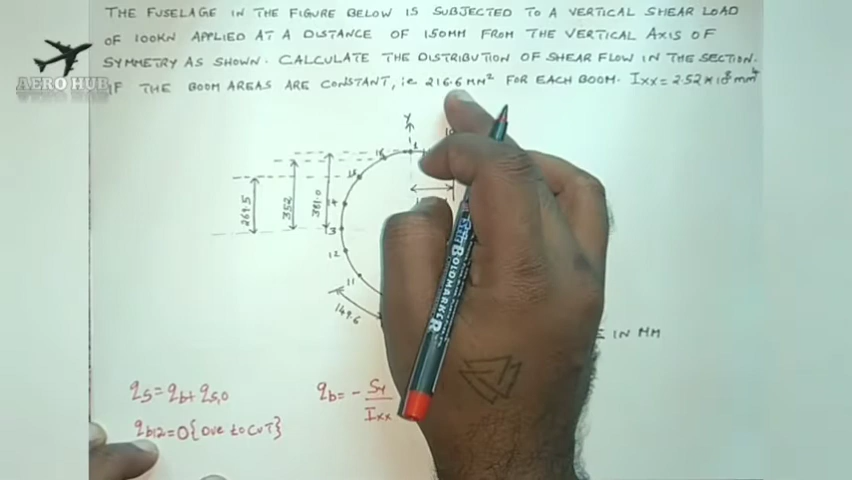 THE FUSELAGE IN THE FIGURE BELOW IS SUBJECTED TO A VERTICAL SHEAR LOAD
OF 100KN APPLIED AT A DISTANCE OF 150MM FROM THE VERTICAL AXIS OF
SYMMETRY AS SHOWN. CALCULATE THE DISTRIBUTION OF SHEAR FLOW IN THE SECTION.
IF THE BOOM AREAS ARE CONSTANT, ie 216.6 MM² FOR EACH BOOM. Ixx = 2.52×10⁸mm⁴
AERO HUB
Y
1
16
15
14
13
12
11
269.5
352
381.0
149.6
IN MM
qs = qb + qs,0
qb = - Sy
Ixx
qb12 = 0 {DUE to CUT}